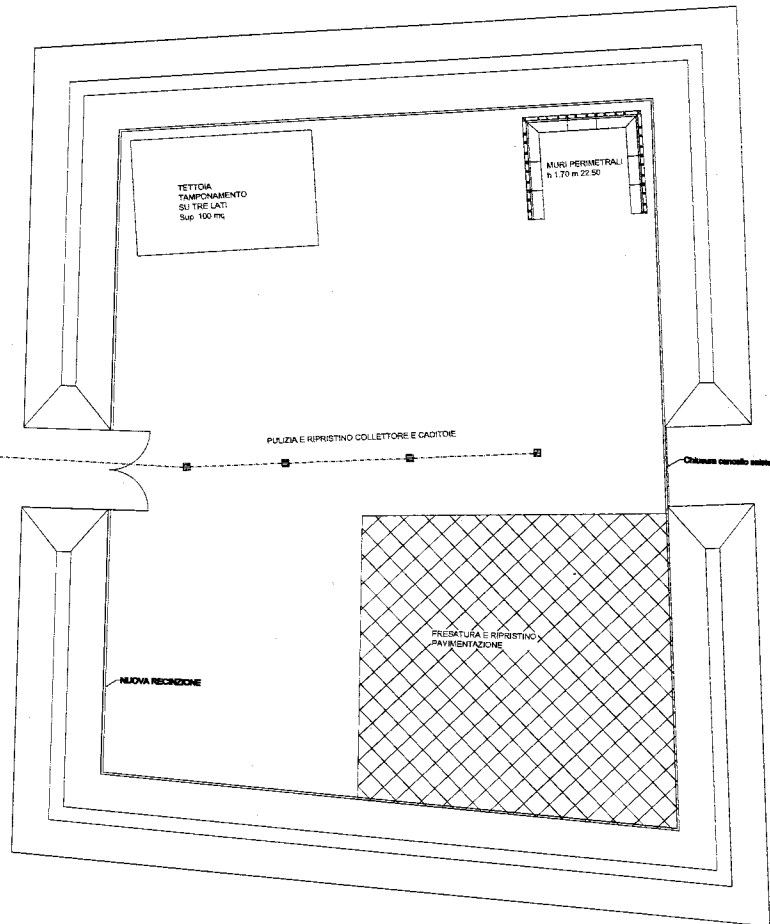 TETTOIA
TAMPONAMENTO
SU TRE LATI
Sup. 100 mq
MURI PERIMETRALI
h 1.70 m 22.50
PULIZIA E RIPRISTINO COLLETTORE E CADITOIE
Chiusura cancello
FRESATURA E RIPRISTINO
PAVIMENTAZIONE
NUOVA RECINZIONE